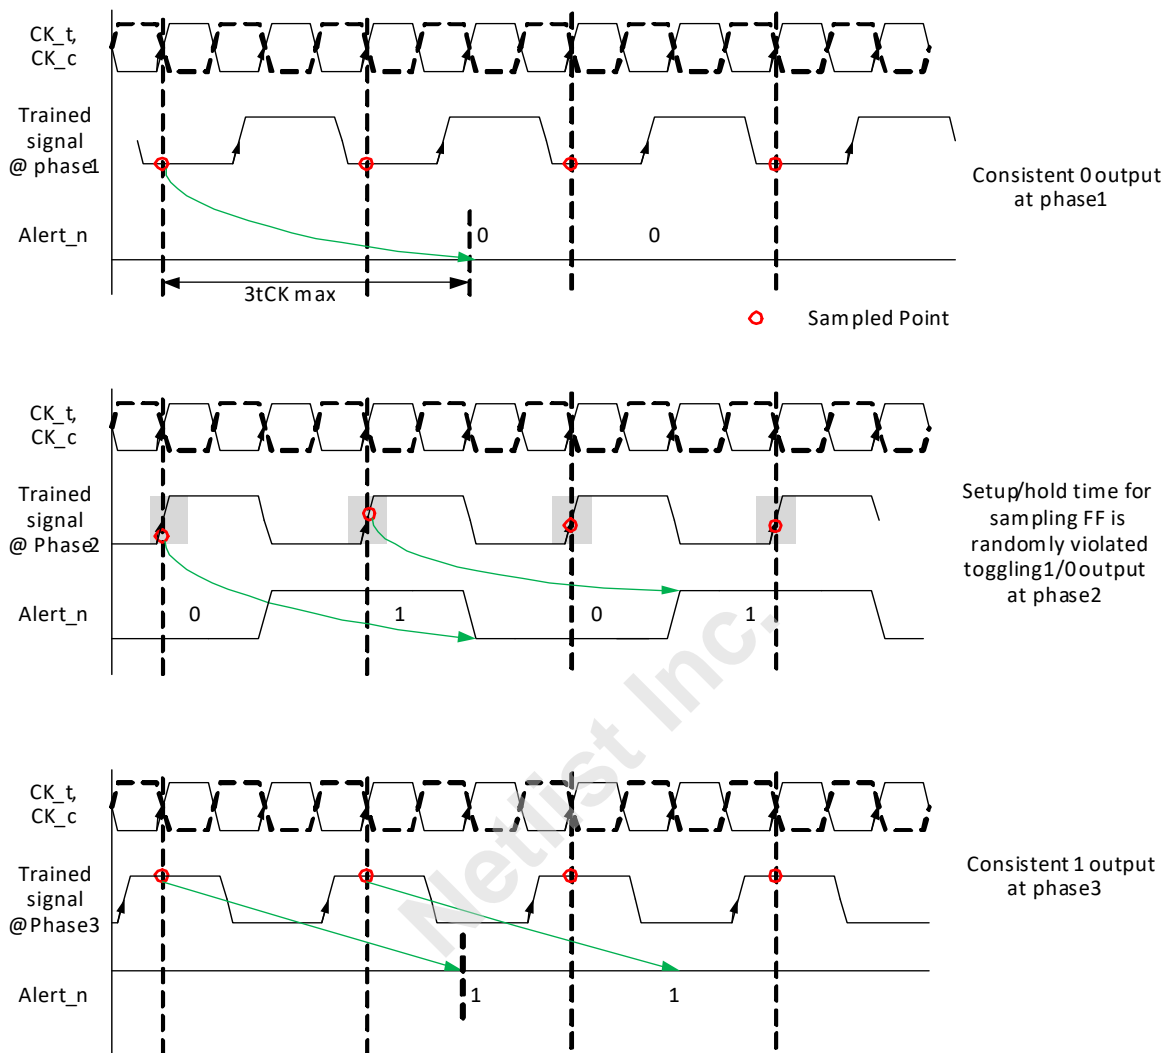 CK_t,
CK_c
Trained
signal
@ phase1
Alert_n
0
0
3tCK max
Consistent 0 output
at phase1
Sampled Point
CK_t,
CK_c
Trained
signal
@ Phase2
Alert_n
0
1
0
1
Setup/hold time for
sampling FF is
randomly violated
toggling1/0 output
at phase2
CK_t,
CK_c
Trained
signal
@Phase3
Alert_n
1
1
Consistent 1 output
at phase3
Netlist Inc.